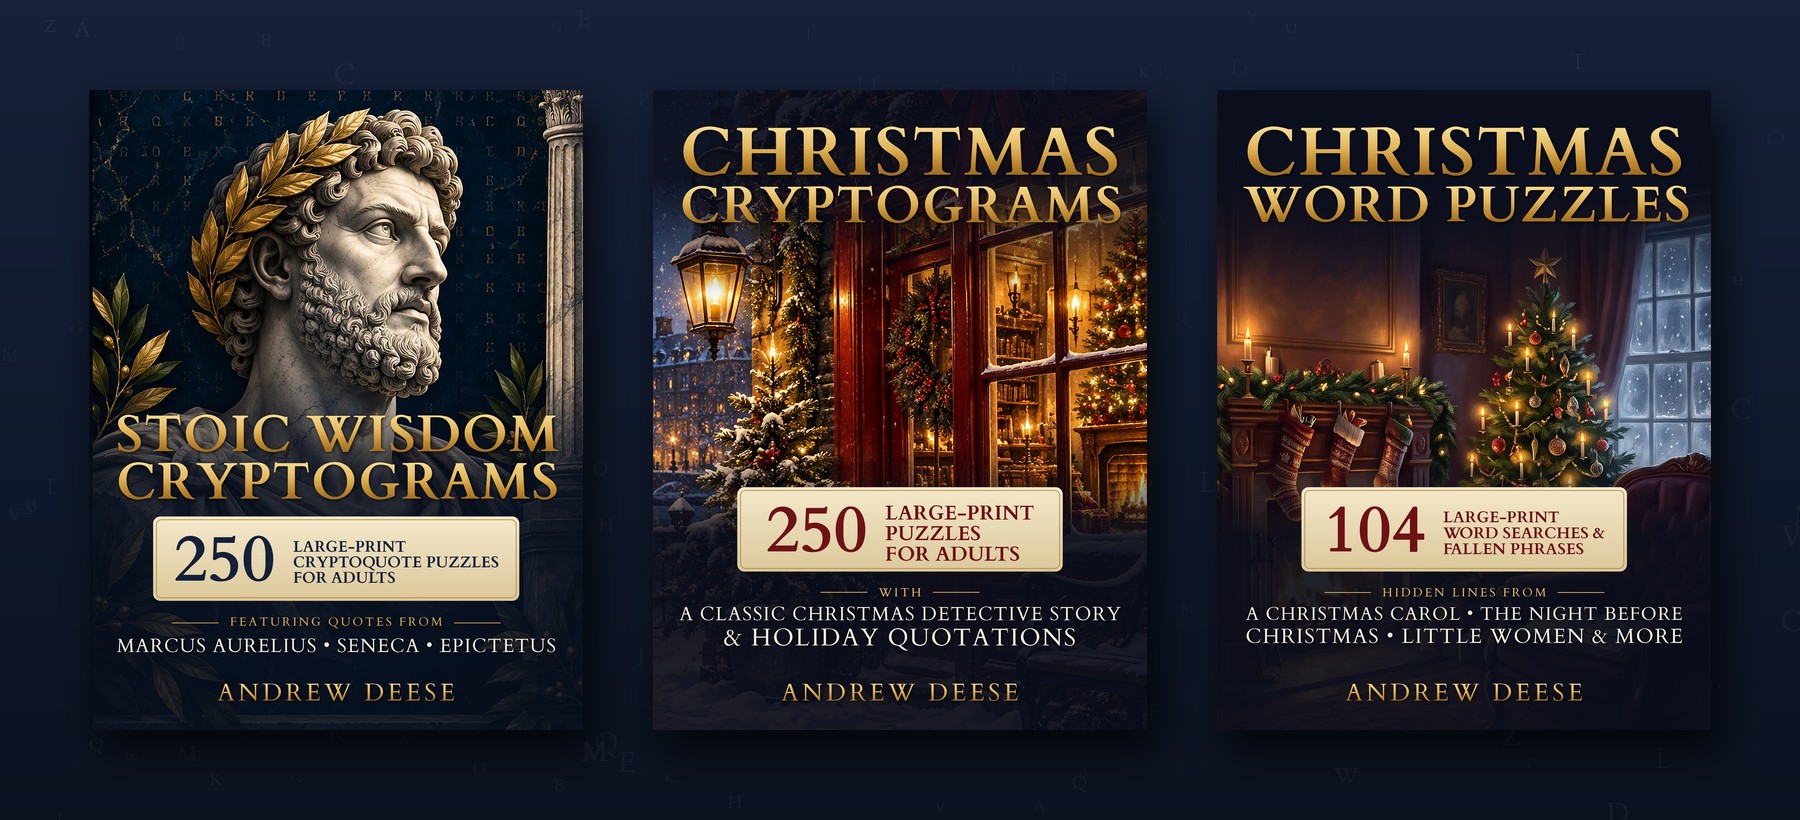 STOIC WISDOM
CRYPTOGRAMS
250
LARGE-PRINT
CRYPTOQUOTE PUZZLES
FOR ADULTS
FEATURING QUOTES FROM
MARCUS AURELIUS • SENECA • EPICTETUS
ANDREW DEESE
CHRISTMAS
CRYPTOGRAMS
250
LARGE-PRINT
PUZZLES
FOR ADULTS
WITH
A CLASSIC CHRISTMAS DETECTIVE STORY
& HOLIDAY QUOTATIONS
ANDREW DEESE
CHRISTMAS
WORD PUZZLES
104
LARGE-PRINT
WORD SEARCHES &
FALLEN PHRASES
HIDDEN LINES FROM
A CHRISTMAS CAROL • THE NIGHT BEFORE
CHRISTMAS • LITTLE WOMEN & MORE
ANDREW DEESE